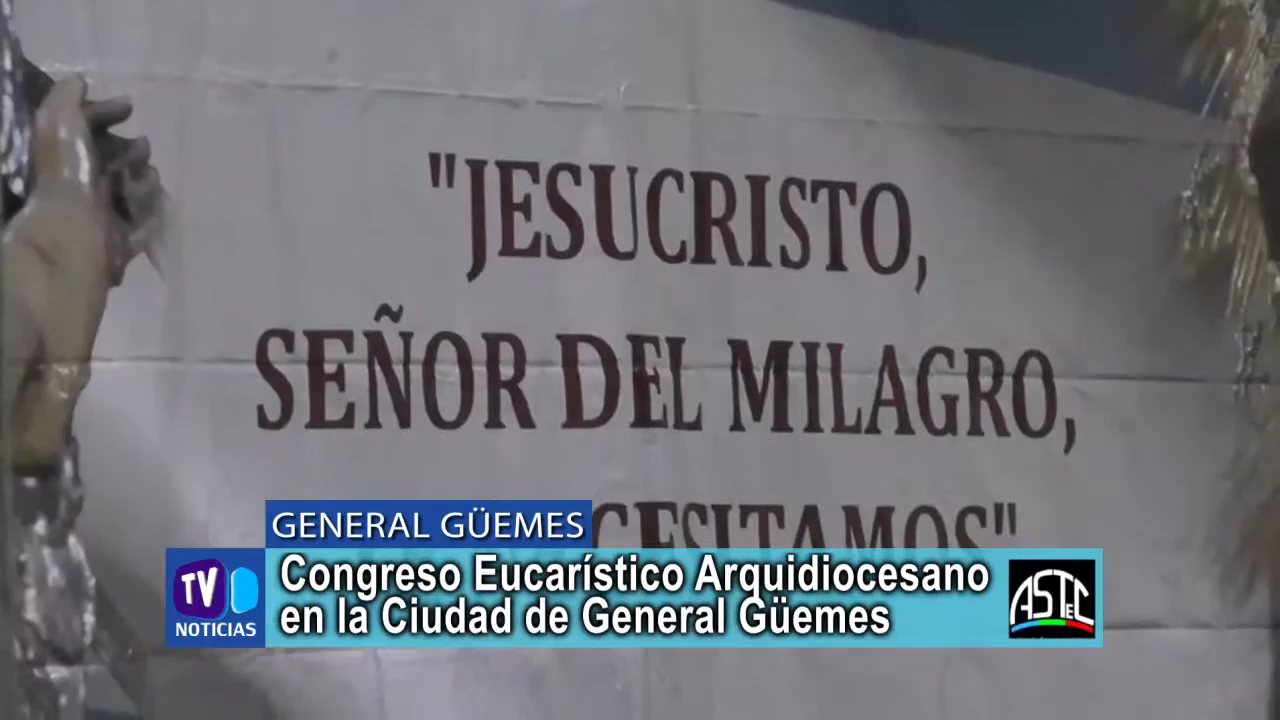 "JESUCRISTO,
SEÑOR DEL MILAGRO,
GENERAL GÜEMES
Congreso Eucarístico Arquidiocesano
en la Ciudad de General Güemes
TV
NOTICIAS
ASTEC